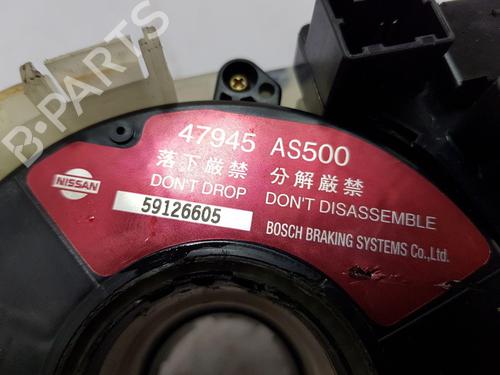 47945 AS500
落下厳禁 分解厳禁
DON'T DROP DON'T DISASSEMBLE
NISSAN
59126605
BOSCH BRAKING SYSTEMS Co.,Ltd.
B-PARTS